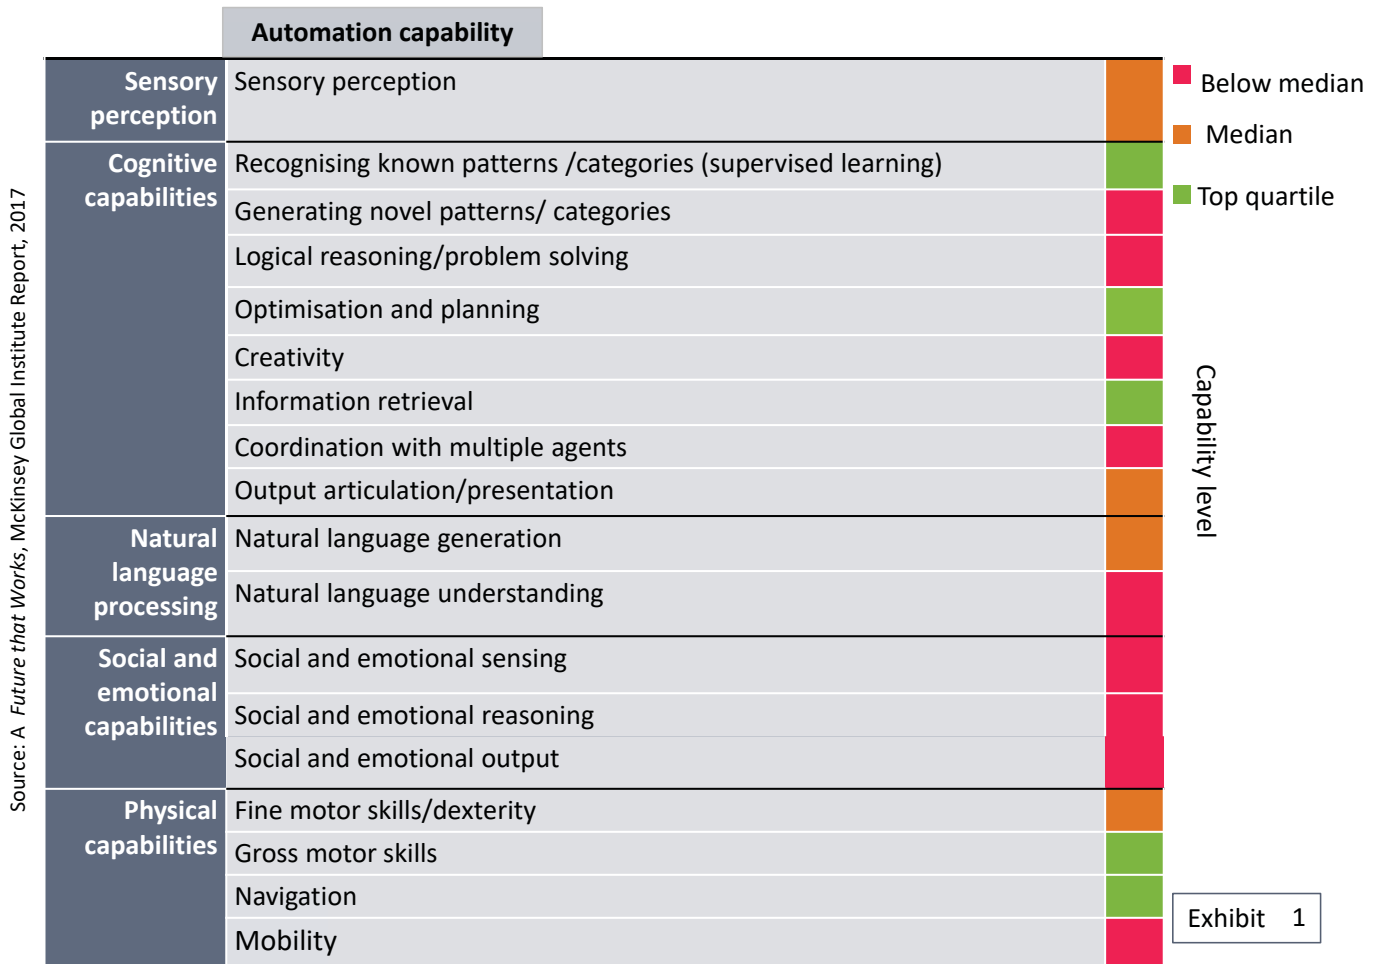 Automation capability
Sensory
perception
Sensory perception
Below median
Median
Top quartile
Cognitive
capabilities
Recognising known patterns /categories (supervised learning)
Generating novel patterns/ categories
Logical reasoning/problem solving
Optimisation and planning
Creativity
Information retrieval
Coordination with multiple agents
Output articulation/presentation
Capability level
Natural
language
processing
Natural language generation
Natural language understanding
Social and
emotional
capabilities
Social and emotional sensing
Social and emotional reasoning
Social and emotional output
Physical
capabilities
Fine motor skills/dexterity
Gross motor skills
Navigation
Mobility
Exhibit 1
Source: A Future that Works, McKinsey Global Institute Report, 2017